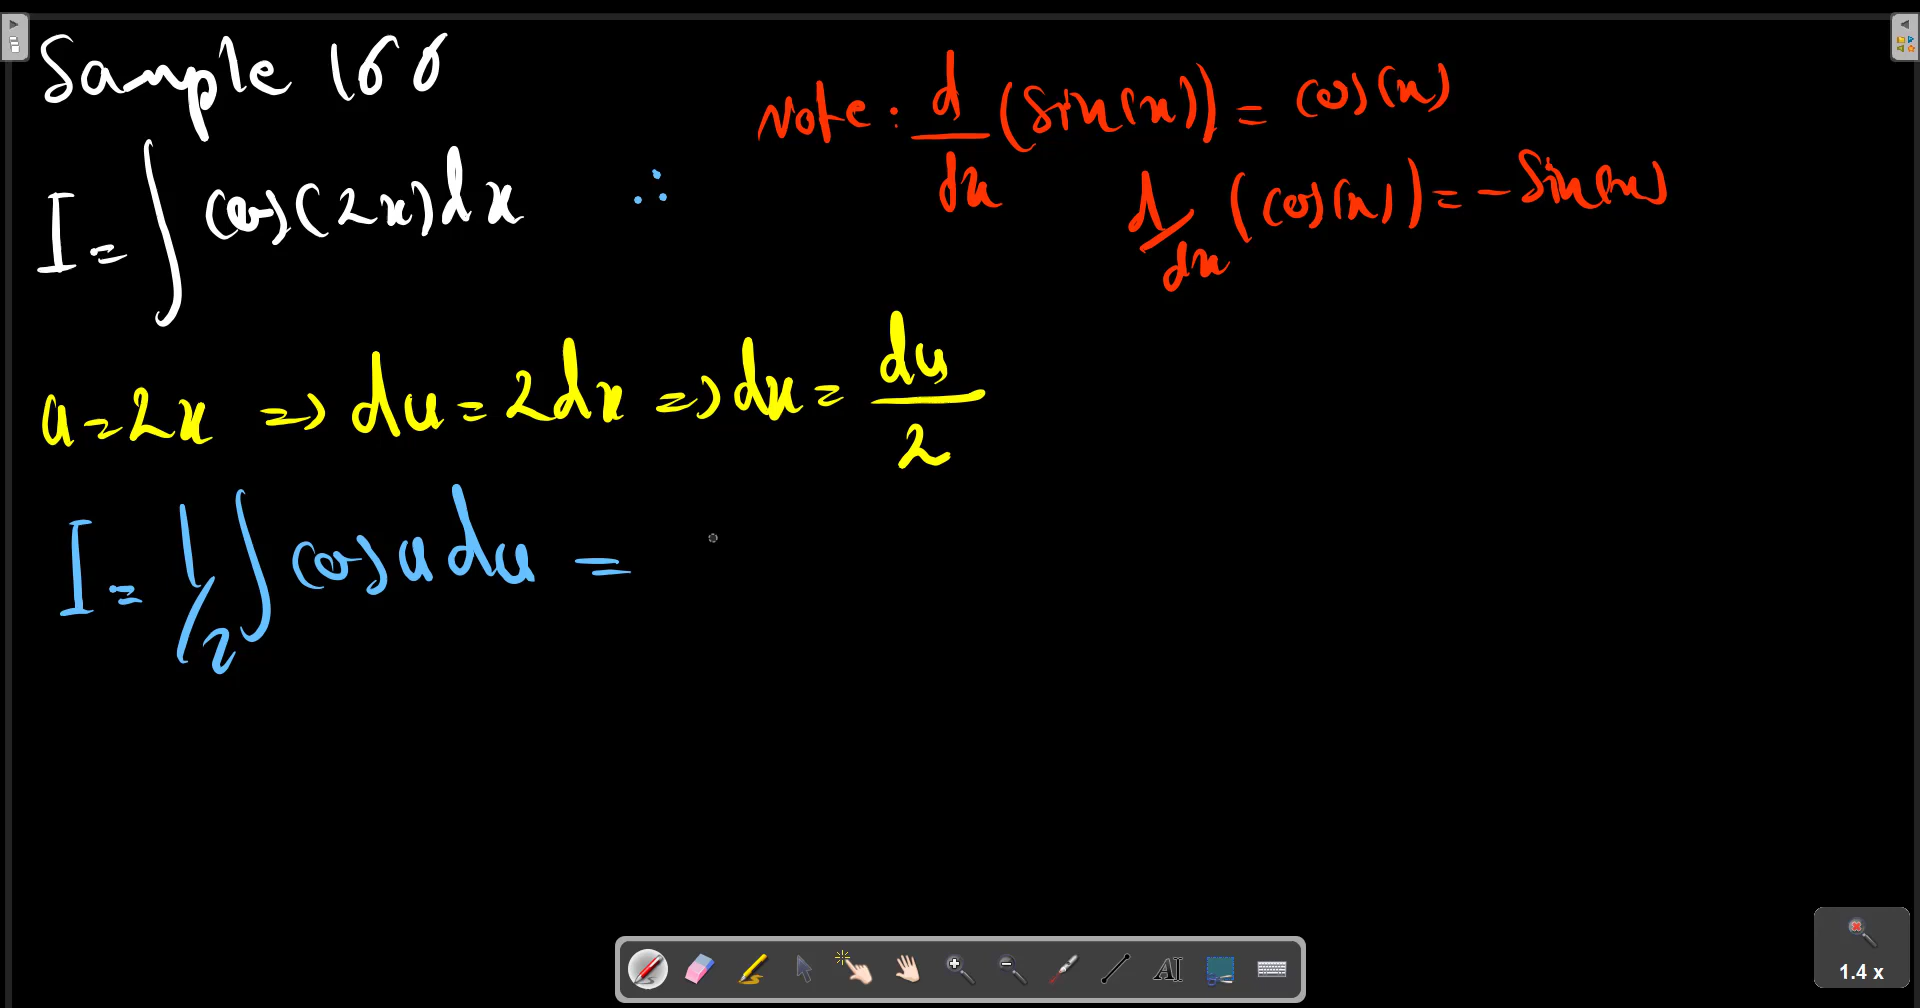 Sample 166
Note: d/dx (sin(x)) = cos(x)
d/dx (cos(x)) = -sin(x)
I = ∫ cos(2x)dx ∴
u = 2x => du = 2dx => dx = du/2
I = 1/2 ∫ cos u du =
1.4 x